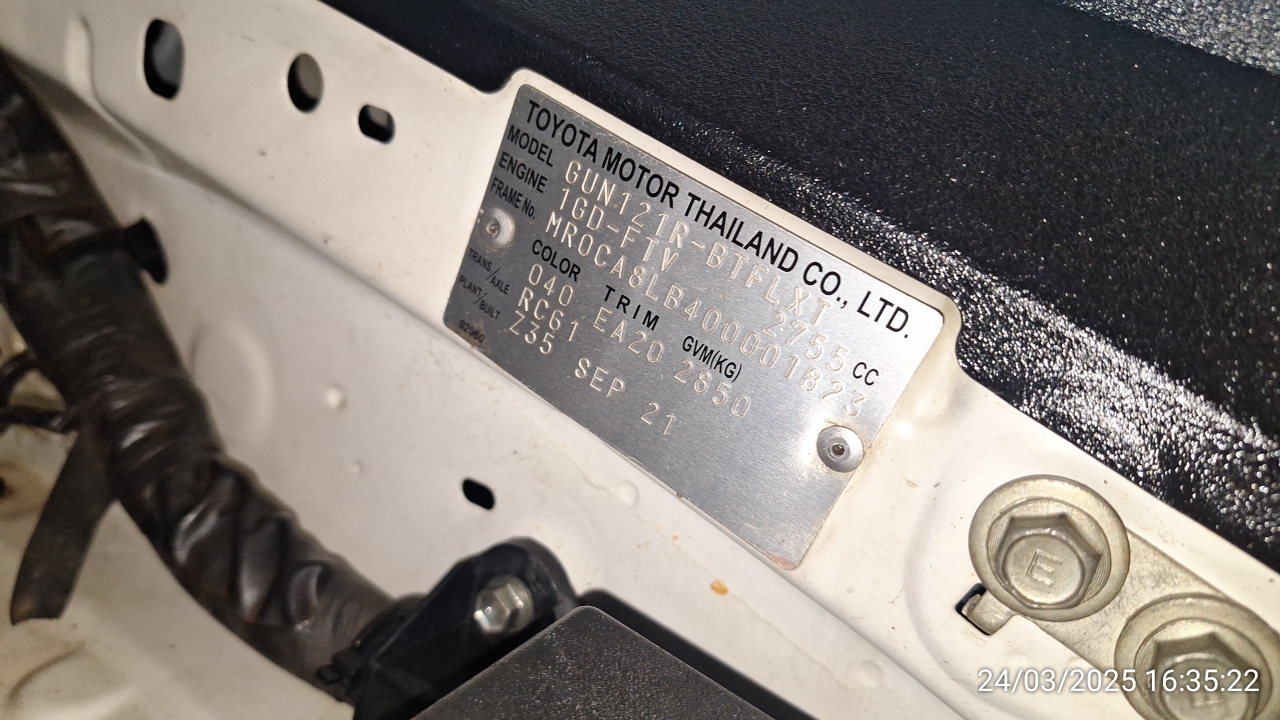 TOYOTA MOTOR THAILAND CO., LTD.
MODEL GUN121R-BTFLXT
ENGINE 1GD-FTV 2755 CC
FRAME No. MR0CA8LB400001823
COLOR TRIM GVM(KG)
040 EA20 2850
TRANS/AXLE RC61
PLANT/BUILT Z35 SEP 21
82060
E
24/03/2025 16:35:22